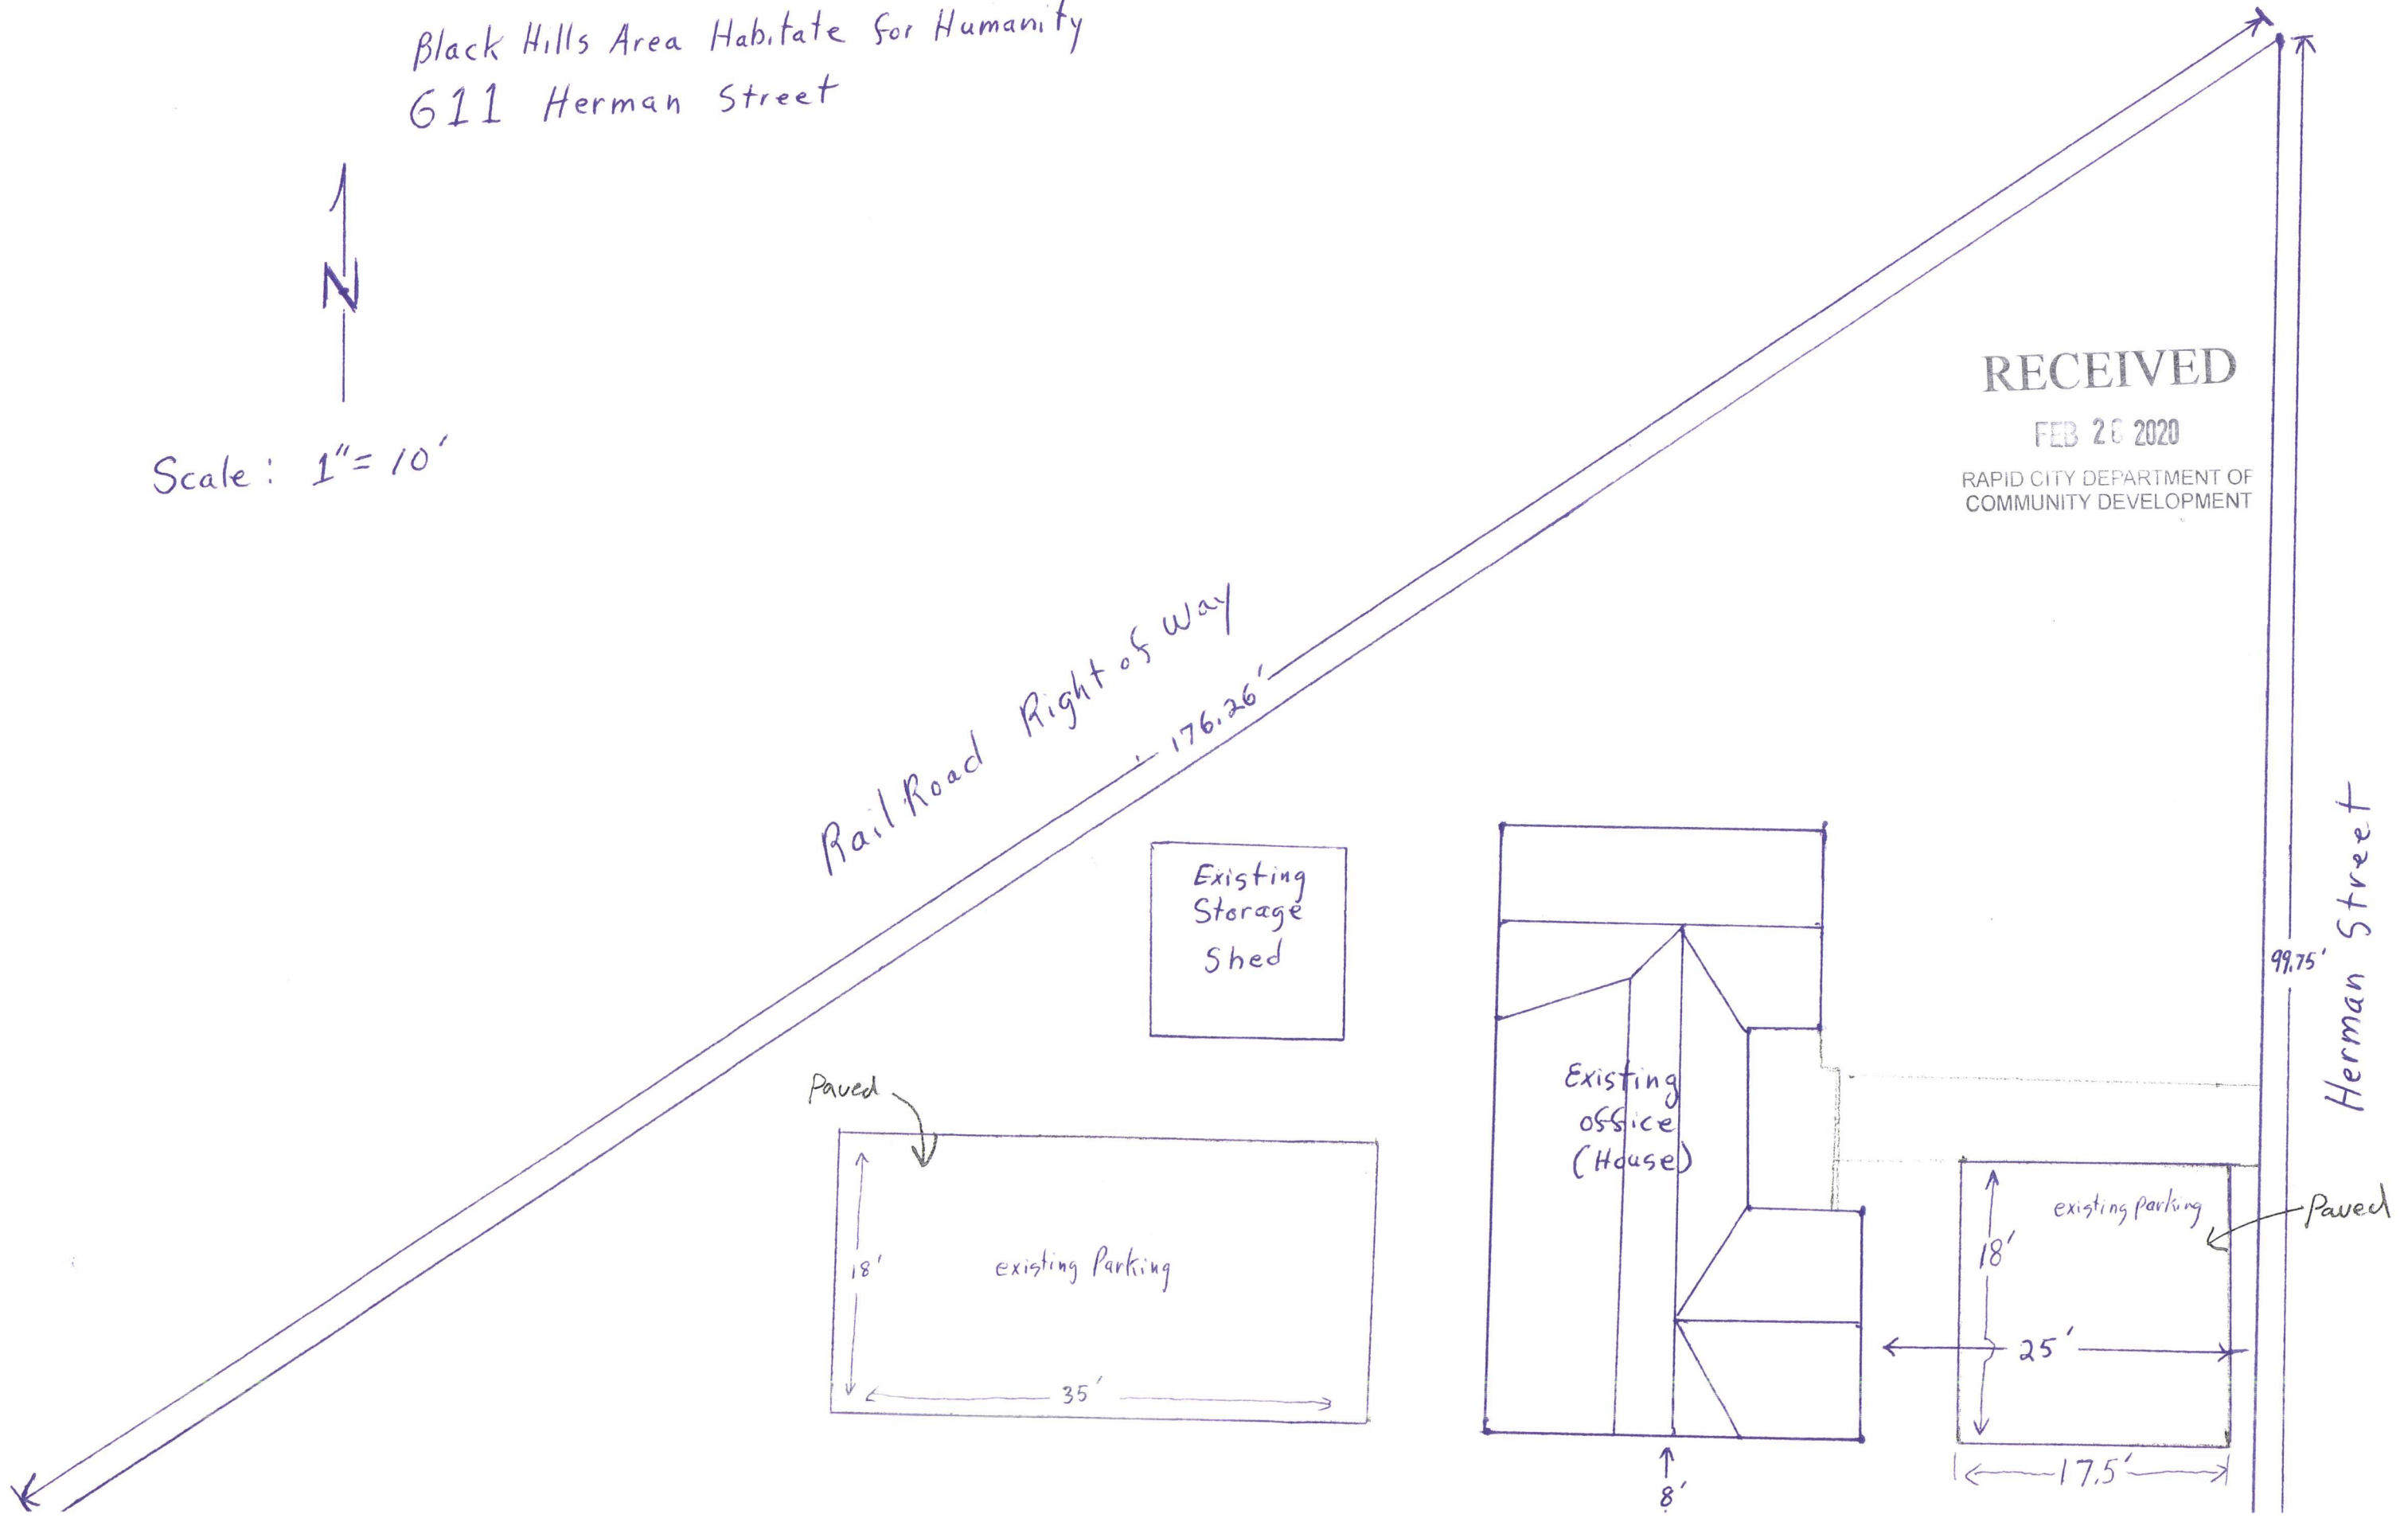 Black Hills Area Habitate for Humanity
611 Herman Street
N
Scale: 1"= 10'
RECEIVED
FEB 26 2020
RAPID CITY DEPARTMENT OF
COMMUNITY DEVELOPMENT
Rail Road Right of Way
176.26'
Herman Street
99.75'
Existing
Storage
Shed
Paved
Existing
office
(House)
existing Parking
18'
35'
existing parking
Paved
18'
25'
17.5'
8'